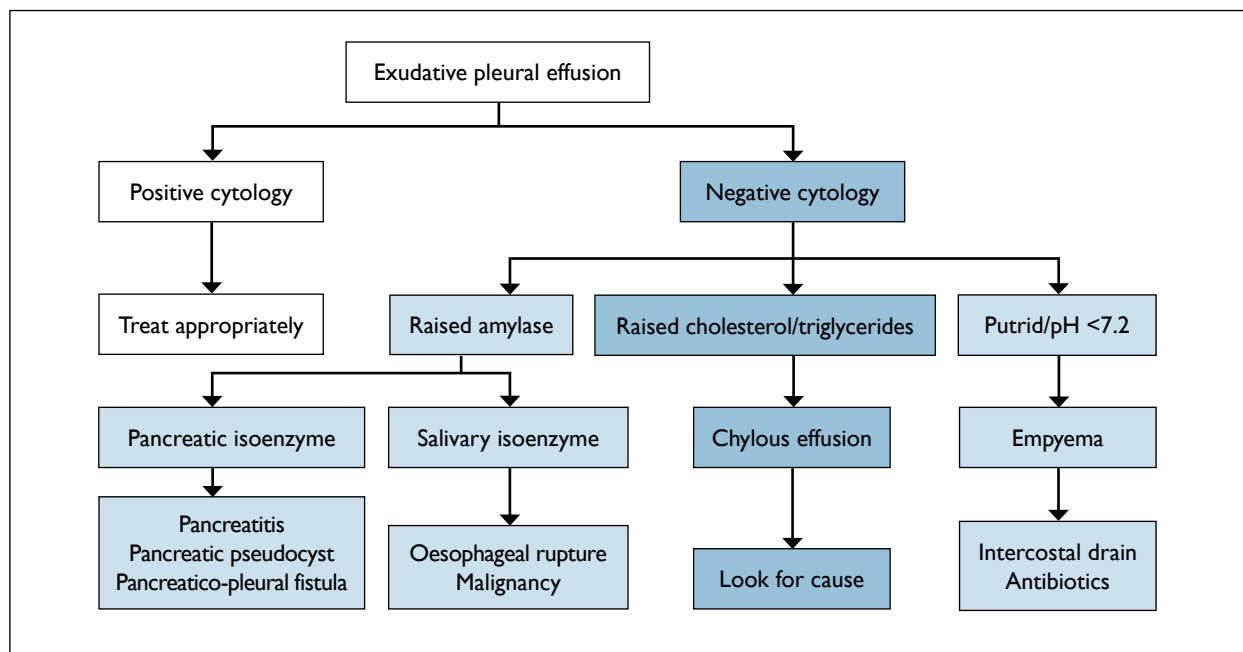 Exudative pleural effusion
Positive cytology
Negative cytology
Treat appropriately
Raised amylase
Raised cholesterol/triglycerides
Putrid/pH <7.2
Pancreatic isoenzyme
Salivary isoenzyme
Chylous effusion
Empyema
Pancreatitis
Pancreatic pseudocyst
Pancreatico-pleural fistula
Oesophageal rupture
Malignancy
Look for cause
Intercostal drain
Antibiotics